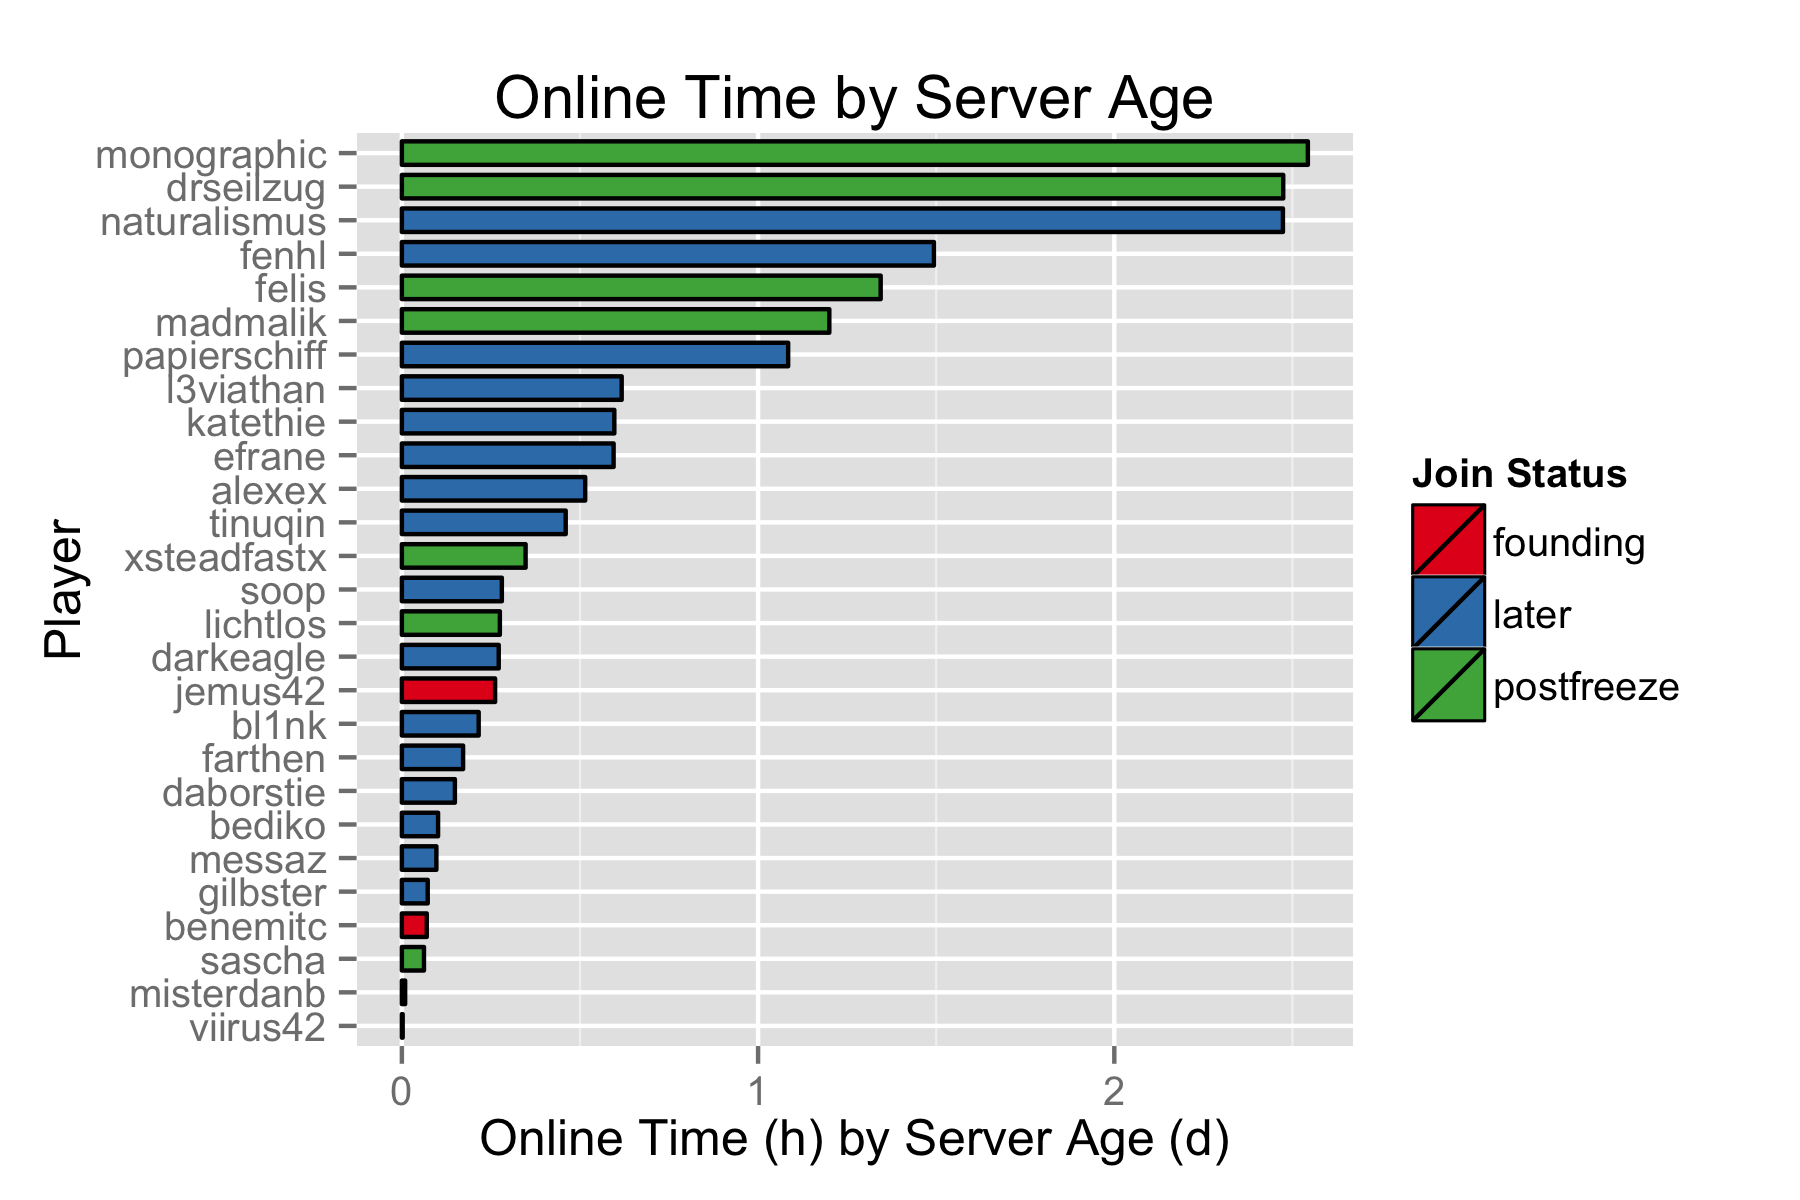 Online Time by Server Age
monographic
drseilzug
naturalismus
fenhl
felis
madmalik
papierschiff
l3viathan
katethie
efrane
alexex
tinuqin
xsteadfastx
soop
lichtlos
darkeagle
jemus42
bl1nk
farthen
daborstie
bediko
messaz
gilbster
benemitc
sascha
misterdanb
viirus42
Player
0 1 2
Online Time (h) by Server Age (d)
Join Status
founding
later
postfreeze